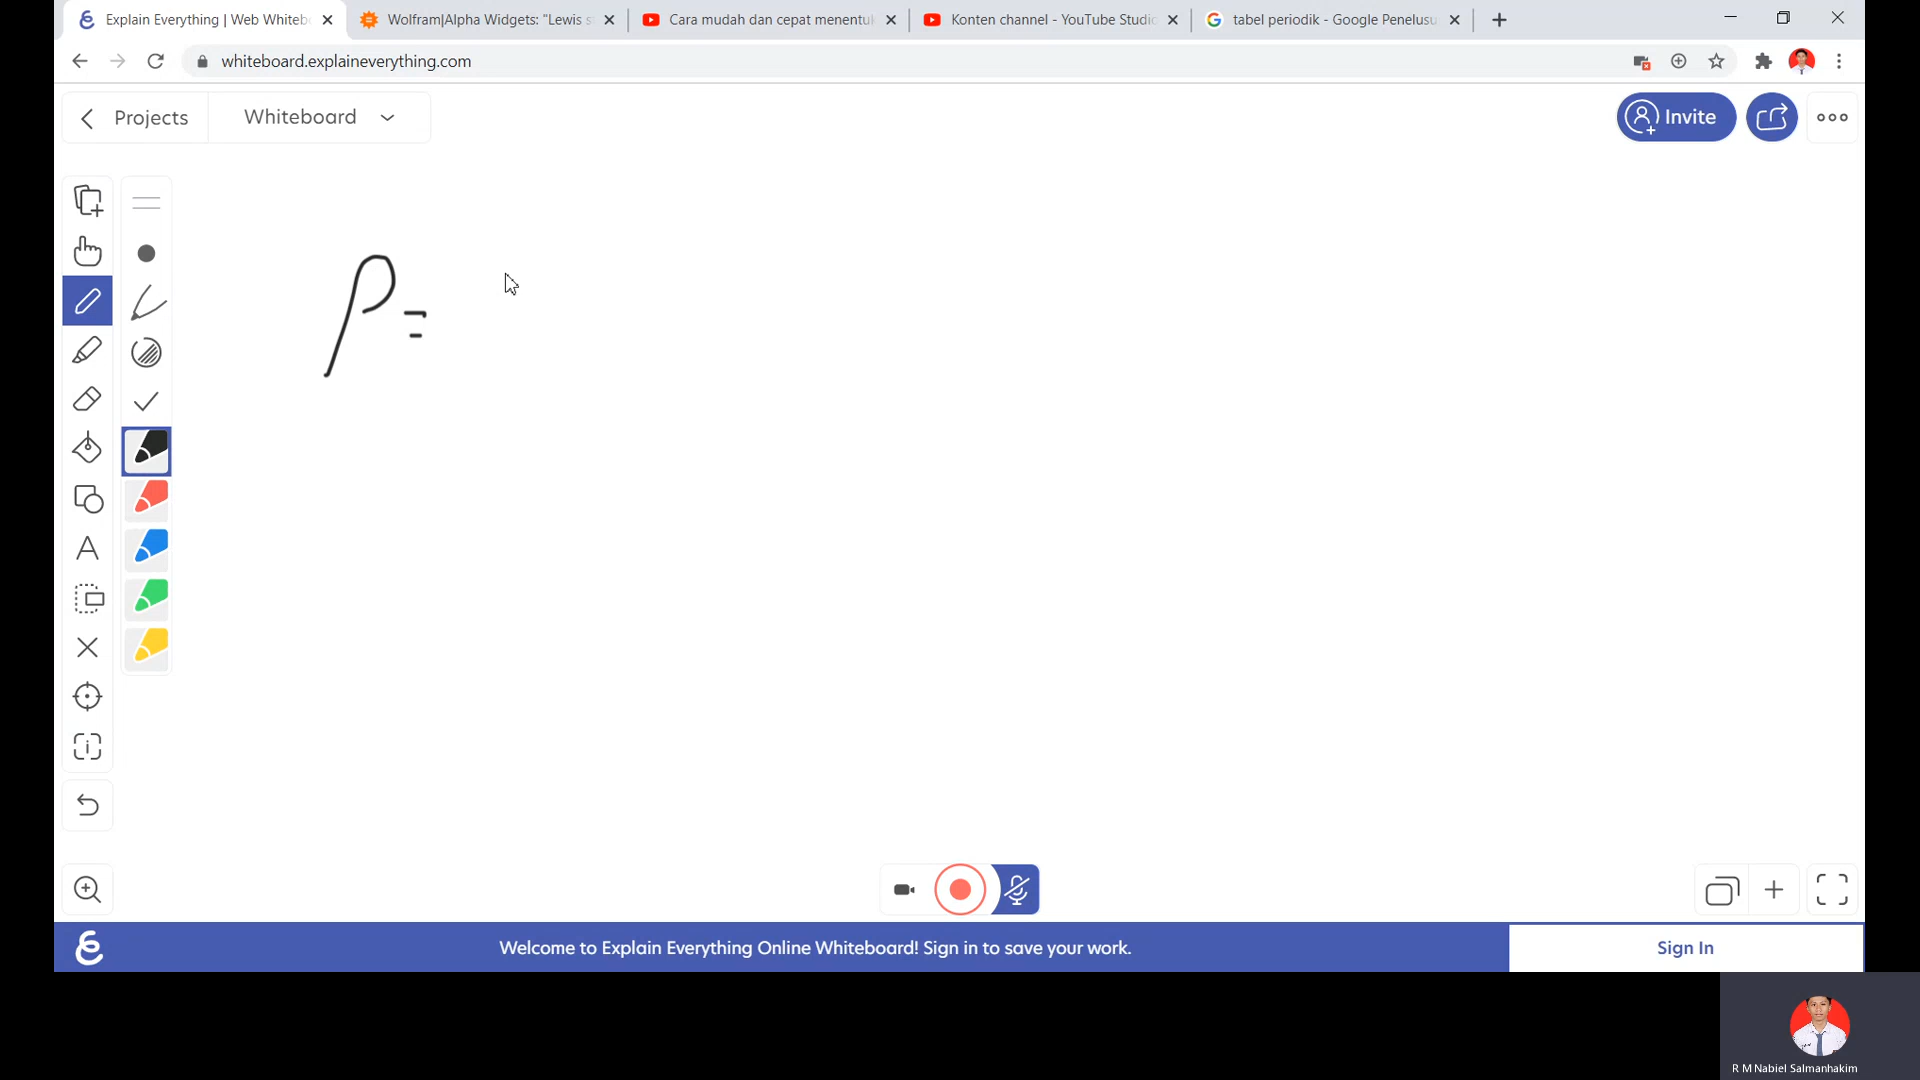 Explain Everything | Web Whitebo
Wolfram|Alpha Widgets: "Lewis s
Cara mudah dan cepat menentu
Konten channel - YouTube Studio
tabel periodik - Google Penelusu
whiteboard.explaineverything.com
Projects
Whiteboard
Invite
ρ=
A
Welcome to Explain Everything Online Whiteboard! Sign in to save your work.
Sign In
R M Nabiel Salmanhakim